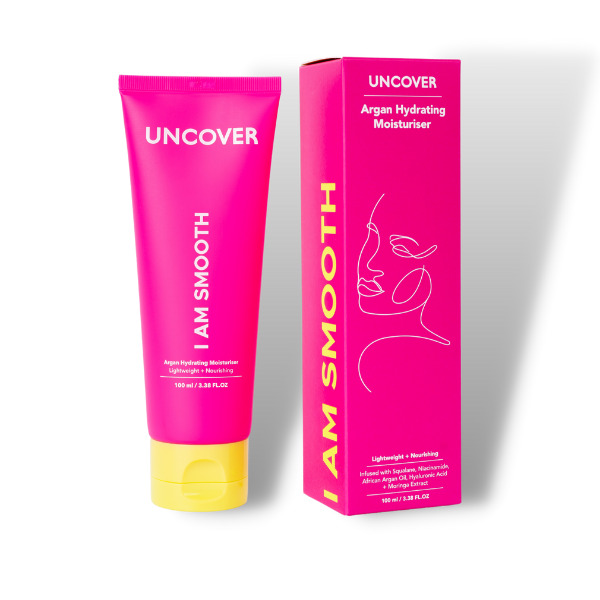 UNCOVER
I AM SMOOTH
Argan Hydrating Moisturiser
Lightweight + Nourishing
100 ml / 3.38 FL.OZ
I AM SMOOTH
UNCOVER
Argan Hydrating
Moisturiser
Lightweight + Nourishing
Infused with Squalane, Niacinamide,
African Argan Oil, Hyaluronic Acid
+ Moringa Extract
100 ml / 3.38 FL.OZ